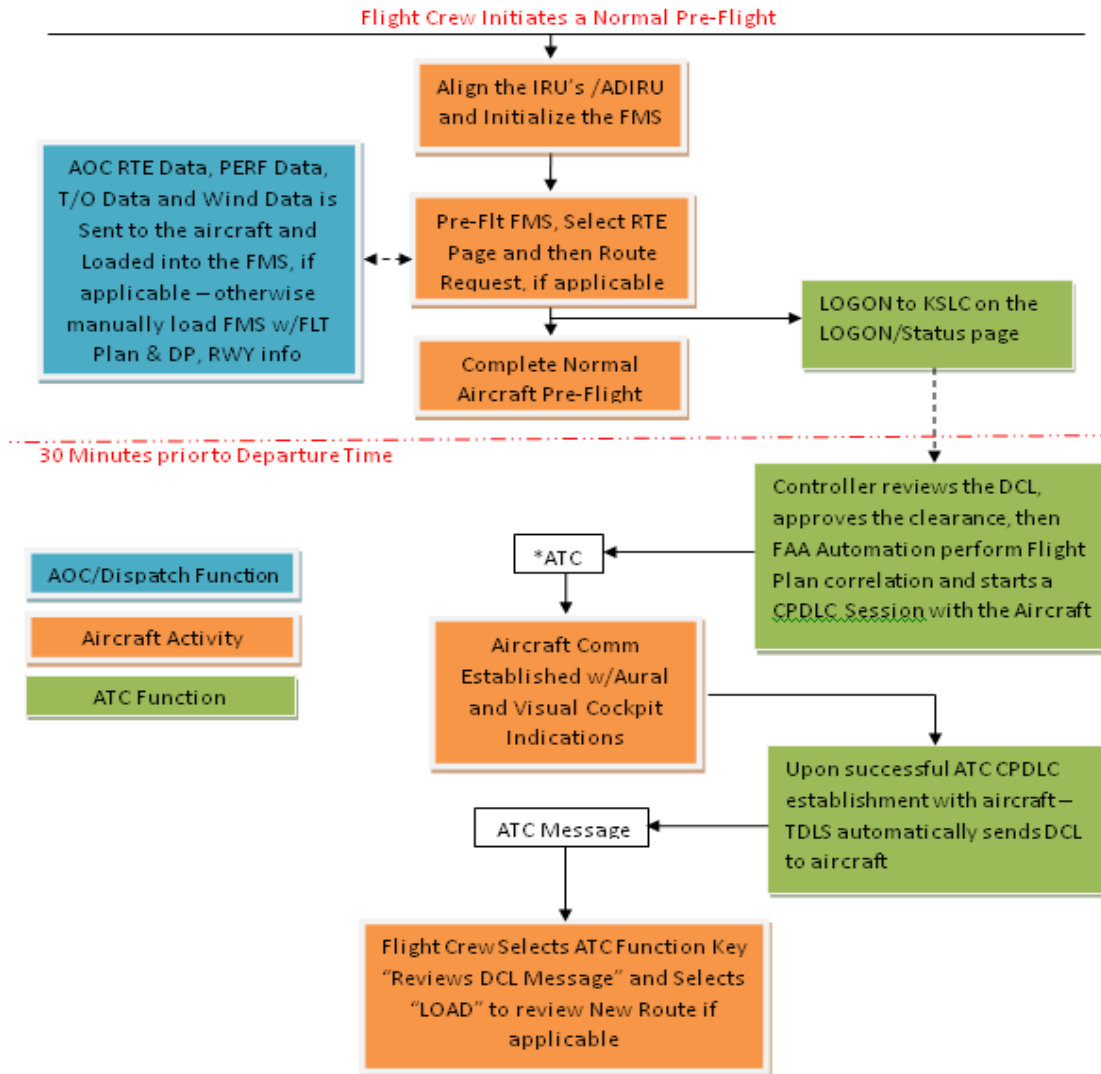 Flight Crew Initiates a Normal Pre-Flight
Align the IRU's /ADIRU
and Initialize the FMS
AOC RTE Data, PERF Data,
T/O Data and Wind Data is
Sent to the aircraft and
Loaded into the FMS, if
applicable – otherwise
manually load FMS w/FLT
Plan & DP, RWY info
Pre-Flt FMS, Select RTE
Page and then Route
Request, if applicable
LOGON to KSLC on the
LOGON/Status page
Complete Normal
Aircraft Pre-Flight
30 Minutes prior to Departure Time
Controller reviews the DCL,
approves the clearance, then
FAA Automation perform Flight
Plan correlation and starts a
CPDLC Session with the Aircraft
*ATC
AOC/Dispatch Function
Aircraft Activity
ATC Function
Aircraft Comm
Established w/Aural
and Visual Cockpit
Indications
Upon successful ATC CPDLC
establishment with aircraft –
TDLS automatically sends DCL
to aircraft
ATC Message
Flight Crew Selects ATC Function Key
“Reviews DCL Message” and Selects
“LOAD” to review New Route if
applicable